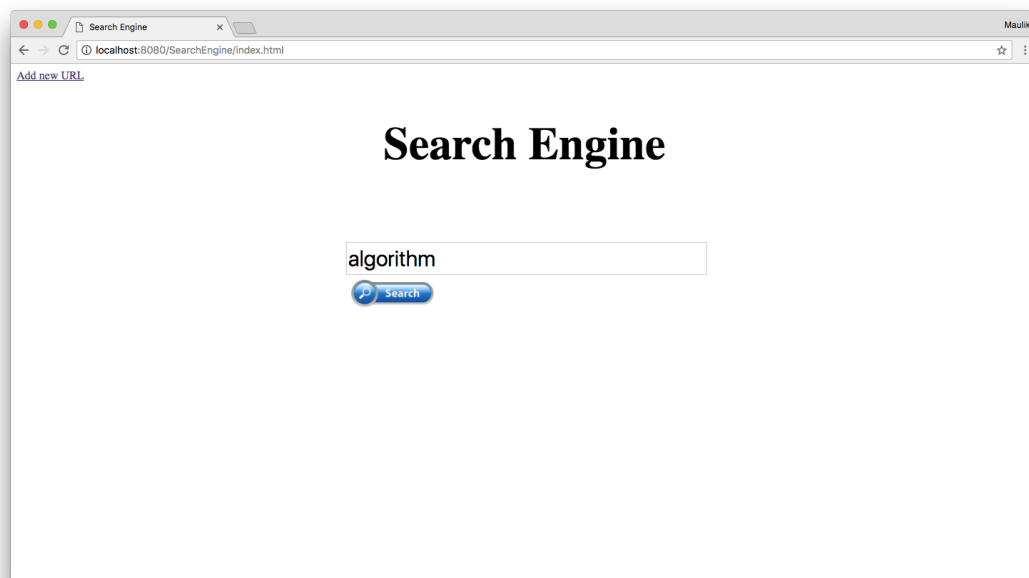 Search Engine
Maulik
localhost:8080/SearchEngine/index.html
Add new URL
Search Engine
algorithm
Search